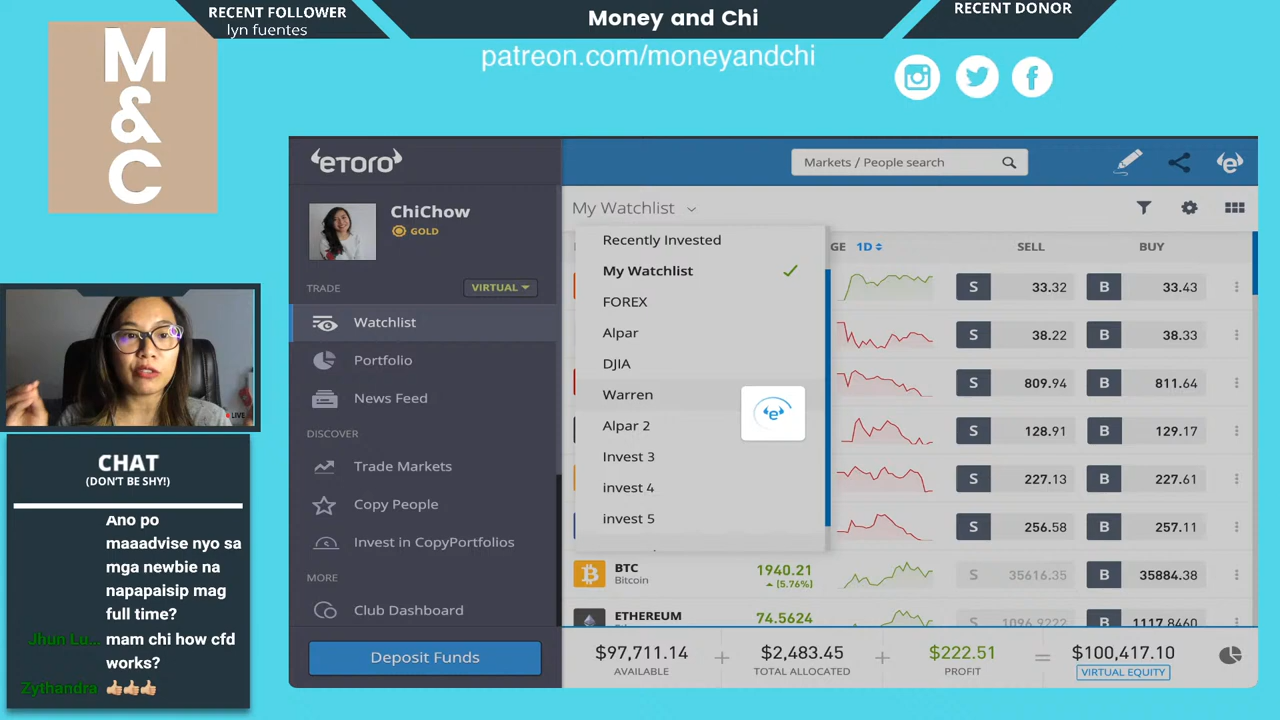 RECENT FOLLOWER
lyn fuentes
Money and Chi
RECENT DONOR
patreon.com/moneyandchi
M
&
C
eToro
Markets / People search
ChiChow
GOLD
TRADE
VIRTUAL
Watchlist
Portfolio
News Feed
DISCOVER
Trade Markets
Copy People
Invest in CopyPortfolios
MORE
Club Dashboard
Deposit Funds
My Watchlist
Recently Invested
My Watchlist
FOREX
Alpar
DJIA
Warren
Alpar 2
Invest 3
invest 4
invest 5
GE 1D SELL BUY
S 33.32 B 33.43
S 38.22 B 38.33
S 809.94 B 811.64
S 128.91 B 129.17
S 227.13 B 227.61
S 256.58 B 257.11
BTC 1940.21
Bitcoin (5.76%)
S 35616.35 B 35884.38
ETHEREUM 74.5624
S 1096.9222 B 1117.8460
$97,711.14 + $2,483.45 + $222.51 = $100,417.10
AVAILABLE TOTAL ALLOCATED PROFIT VIRTUAL EQUITY
LIVE
CHAT
(DON'T BE SHY!)
Ano po
maaadvise nyo sa
mga newbie na
napapaisip mag
full time?
Jhun Lu... mam chi how cfd
works?
Zythandra 👍🏼👍🏼👍🏼